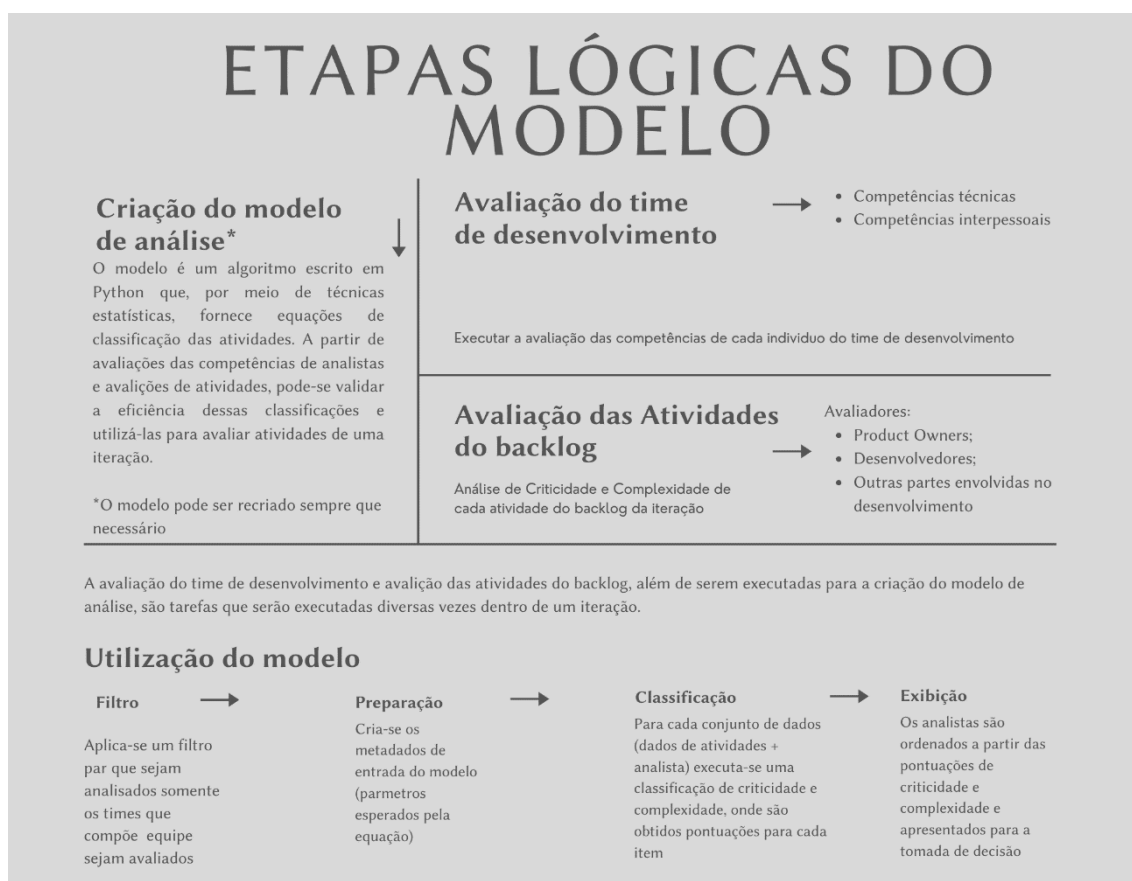 ETAPAS LÓGICAS DO
MODELO
Criação do modelo
de análise*
O modelo é um algoritmo escrito em
Python que, por meio de técnicas
estatísticas, fornece equações de
classificação das atividades. A partir de
avaliações das competências de analistas
e avalições de atividades, pode-se validar
a eficiência dessas classificações e
utilizá-las para avaliar atividades de uma
iteração.
*O modelo pode ser recriado sempre que
necessário
Avaliação do time
de desenvolvimento
• Competências técnicas
• Competências interpessoais
Executar a avaliação das competências de cada individuo do time de desenvolvimento
Avaliação das Atividades
do backlog
Análise de Criticidade e Complexidade de
cada atividade do backlog da iteração
Avaliadores:
• Product Owners;
• Desenvolvedores;
• Outras partes envolvidas no
desenvolvimento
A avaliação do time de desenvolvimento e avalição das atividades do backlog, além de serem executadas para a criação do modelo de
análise, são tarefas que serão executadas diversas vezes dentro de um iteração.
Utilização do modelo
Filtro
Aplica-se um filtro
par que sejam
analisados somente
os times que
compõe equipe
sejam avaliados
Preparação
Cria-se os
metadados de
entrada do modelo
(parmetros
esperados pela
equação)
Classificação
Para cada conjunto de dados
(dados de atividades +
analista) executa-se uma
classificação de criticidade e
complexidade, onde são
obtidos pontuações para cada
item
Exibição
Os analistas são
ordenados a partir das
pontuações de
criticidade e
complexidade e
apresentados para a
tomada de decisão